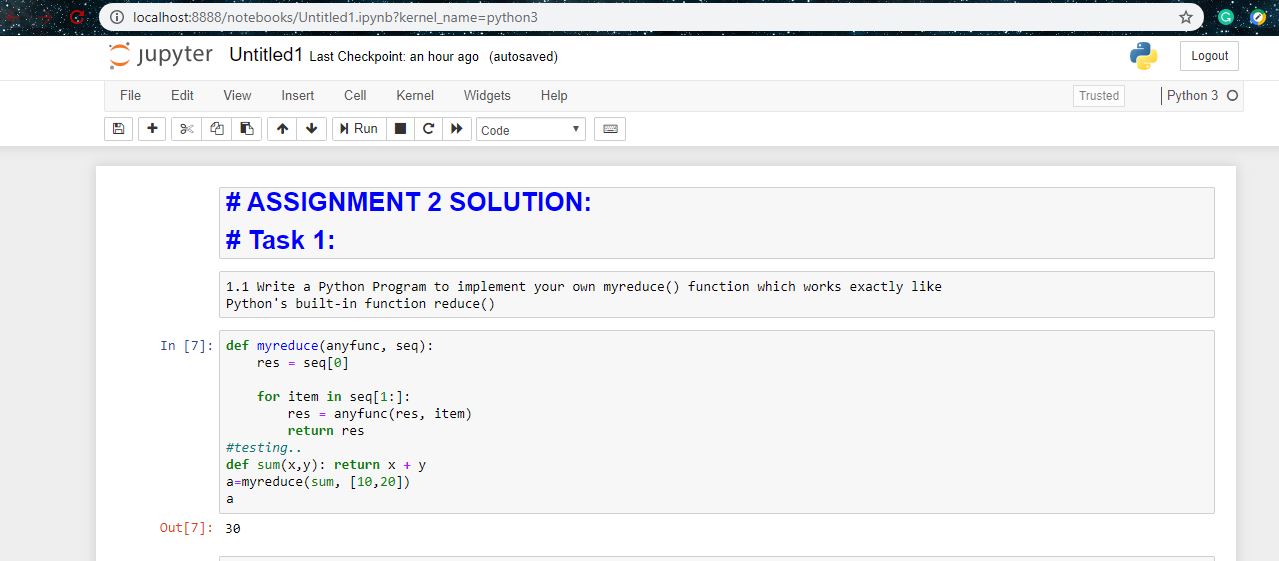 localhost:8888/notebooks/Untitled1.ipynb?kernel_name=python3
jupyter Untitled1 Last Checkpoint: an hour ago (autosaved) Logout
File Edit View Insert Cell Kernel Widgets Help Trusted Python 3
Run Code
# ASSIGNMENT 2 SOLUTION:
# Task 1:
1.1 Write a Python Program to implement your own myreduce() function which works exactly like
Python's built-in function reduce()
In [7]: def myreduce(anyfunc, seq):
    res = seq[0]
    for item in seq[1:]:
        res = anyfunc(res, item)
        return res
#testing..
def sum(x,y): return x + y
a=myreduce(sum, [10,20])
a
Out[7]: 30